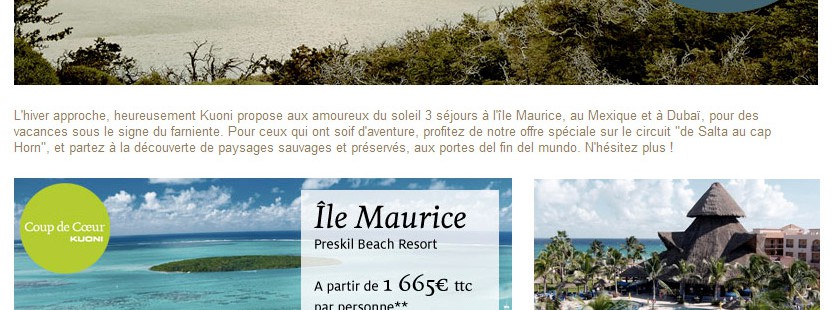 L'hiver approche, heureusement Kuoni propose aux amoureux du soleil 3 séjours à l'île Maurice, au Mexique et à Dubaï, pour des
vacances sous le signe du farniente. Pour ceux qui ont soif d'aventure, profitez de notre offre spéciale sur le circuit "de Salta au cap
Horn", et partez à la découverte de paysages sauvages et préservés, aux portes del fin del mundo. N'hésitez plus !
Coup de Cœur
KUONI
Île Maurice
Preskil Beach Resort
A partir de 1 665€ ttc
par personne**